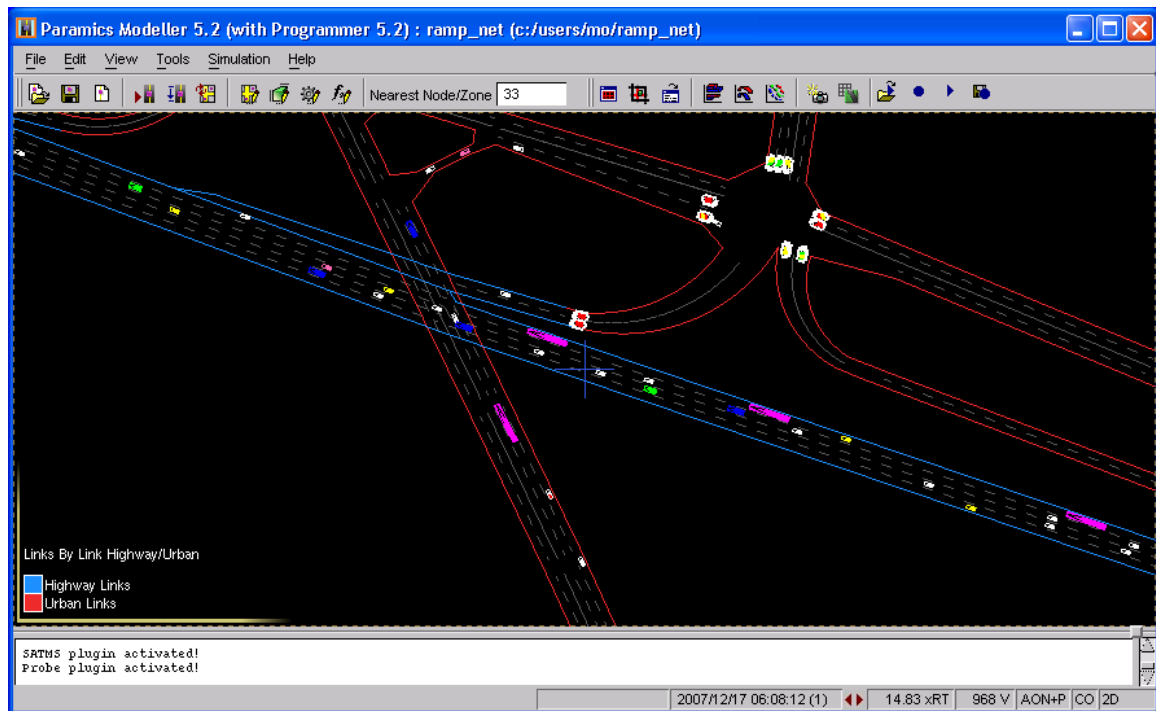 Paramics Modeller 5.2 (with Programmer 5.2) : ramp_net (c:/users/mo/ramp_net)
File Edit View Tools Simulation Help
Nearest Node/Zone 33
Links By Link Highway/Urban
Highway Links
Urban Links
SATMS plugin activated!
Probe plugin activated!
2007/12/17 06:08:12 (1) 14.83 xRT 968 V AON+P CO 2D